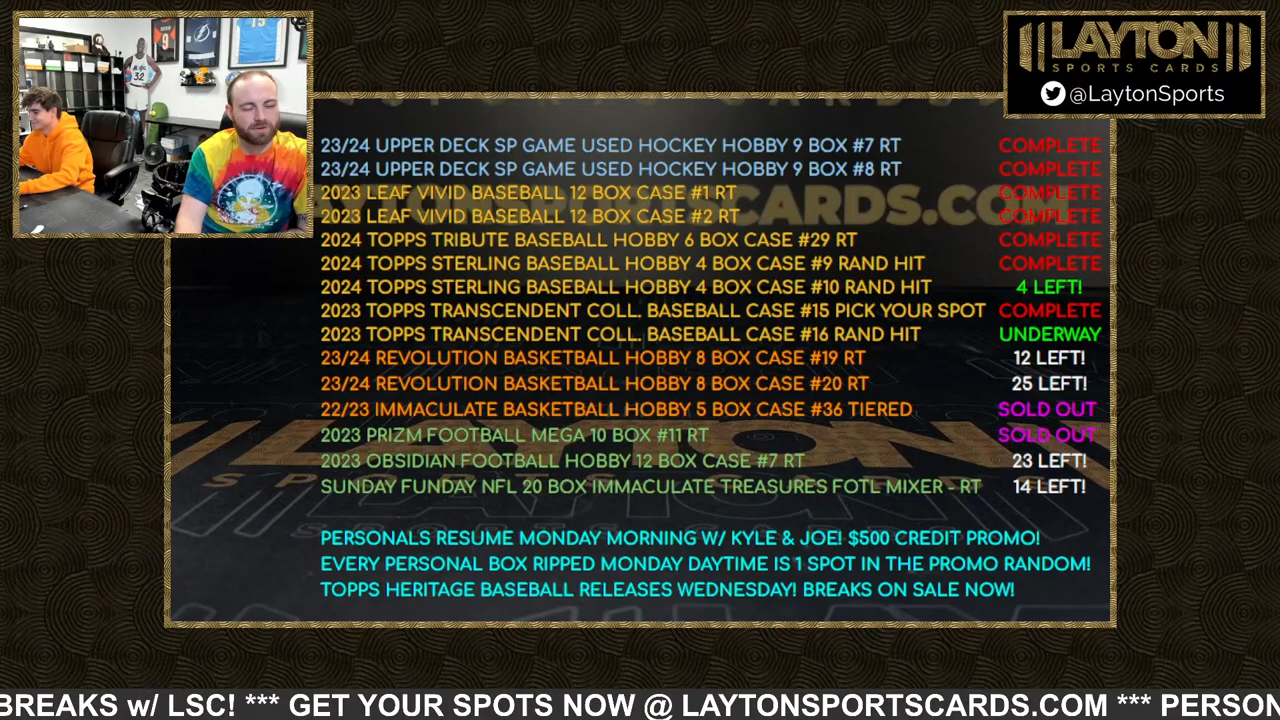 LAYTON
SPORTS CARDS
@LaytonSports
23/24 UPPER DECK SP GAME USED HOCKEY HOBBY 9 BOX #7 RT COMPLETE
23/24 UPPER DECK SP GAME USED HOCKEY HOBBY 9 BOX #8 RT COMPLETE
2023 LEAF VIVID BASEBALL 12 BOX CASE #1 RT COMPLETE
2023 LEAF VIVID BASEBALL 12 BOX CASE #2 RT COMPLETE
2024 TOPPS TRIBUTE BASEBALL HOBBY 6 BOX CASE #29 RT COMPLETE
2024 TOPPS STERLING BASEBALL HOBBY 4 BOX CASE #9 RAND HIT COMPLETE
2024 TOPPS STERLING BASEBALL HOBBY 4 BOX CASE #10 RAND HIT 4 LEFT!
2023 TOPPS TRANSCENDENT COLL. BASEBALL CASE #15 PICK YOUR SPOT COMPLETE
2023 TOPPS TRANSCENDENT COLL. BASEBALL CASE #16 RAND HIT UNDERWAY
23/24 REVOLUTION BASKETBALL HOBBY 8 BOX CASE #19 RT 12 LEFT!
23/24 REVOLUTION BASKETBALL HOBBY 8 BOX CASE #20 RT 25 LEFT!
22/23 IMMACULATE BASKETBALL HOBBY 5 BOX CASE #36 TIERED SOLD OUT
2023 PRIZM FOOTBALL MEGA 10 BOX #11 RT SOLD OUT
2023 OBSIDIAN FOOTBALL HOBBY 12 BOX CASE #7 RT 23 LEFT!
SUNDAY FUNDAY NFL 20 BOX IMMACULATE TREASURES FOTL MIXER - RT 14 LEFT!
PERSONALS RESUME MONDAY MORNING W/ KYLE & JOE! $500 CREDIT PROMO!
EVERY PERSONAL BOX RIPPED MONDAY DAYTIME IS 1 SPOT IN THE PROMO RANDOM!
TOPPS HERITAGE BASEBALL RELEASES WEDNESDAY! BREAKS ON SALE NOW!
BREAKS w/ LSC! *** GET YOUR SPOTS NOW @ LAYTONSPORTSCARDS.COM *** PERSON